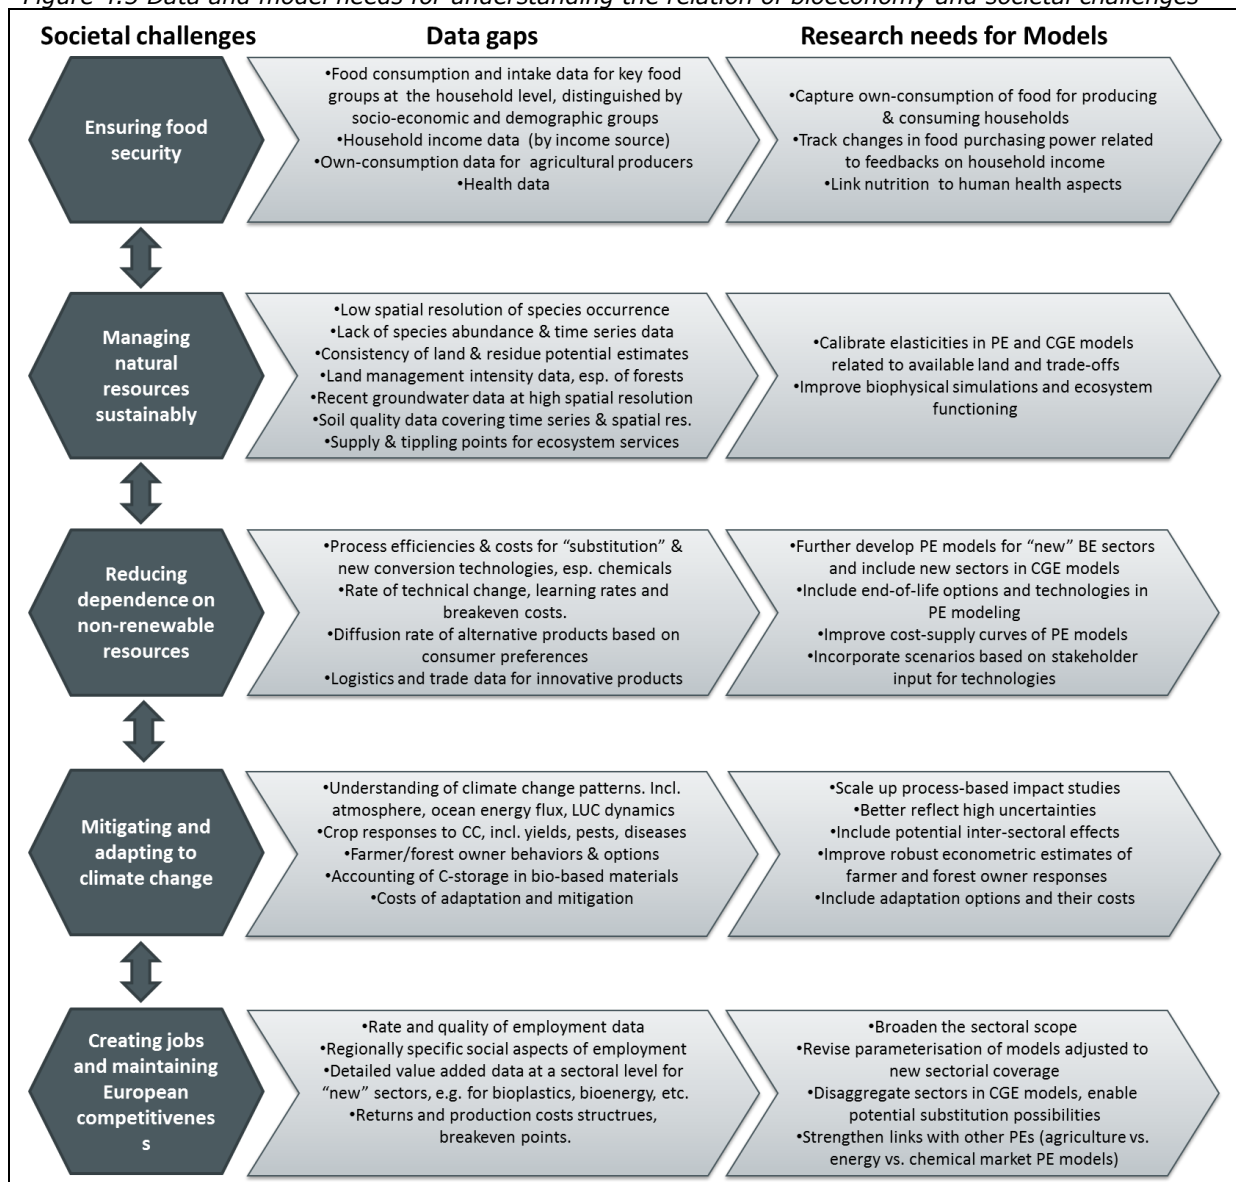 Figure 4.3 Data and model needs for understanding the relation of bioeconomy and societal challenges
Societal challenges
Data gaps
Research needs for Models
Ensuring food
security
•Food consumption and intake data for key food
groups at the household level, distinguished by
socio-economic and demographic groups
•Household income data (by income source)
•Own-consumption data for agricultural producers
•Health data
•Capture own-consumption of food for producing
& consuming households
•Track changes in food purchasing power related
to feedbacks on household income
•Link nutrition to human health aspects
Managing
natural
resources
sustainably
•Low spatial resolution of species occurrence
•Lack of species abundance & time series data
•Consistency of land & residue potential estimates
•Land management intensity data, esp. of forests
•Recent groundwater data at high spatial resolution
•Soil quality data covering time series & spatial res.
•Supply & tippling points for ecosystem services
•Calibrate elasticities in PE and CGE models
related to available land and trade-offs
•Improve biophysical simulations and ecosystem
functioning
Reducing
dependence on
non-renewable
resources
•Process efficiencies & costs for “substitution” &
new conversion technologies, esp. chemicals
•Rate of technical change, learning rates and
breakeven costs.
•Diffusion rate of alternative products based on
consumer preferences
•Logistics and trade data for innovative products
•Further develop PE models for “new” BE sectors
and include new sectors in CGE models
•Include end-of-life options and technologies in
PE modeling
•Improve cost-supply curves of PE models
•Incorporate scenarios based on stakeholder
input for technologies
Mitigating and
adapting to
climate change
•Understanding of climate change patterns. Incl.
atmosphere, ocean energy flux, LUC dynamics
•Crop responses to CC, incl. yields, pests, diseases
•Farmer/forest owner behaviors & options
•Accounting of C-storage in bio-based materials
•Costs of adaptation and mitigation
•Scale up process-based impact studies
•Better reflect high uncertainties
•Include potential inter-sectoral effects
•Improve robust econometric estimates of
farmer and forest owner responses
•Include adaptation options and their costs
Creating jobs
and maintaining
European
competitivenes
s
•Rate and quality of employment data
•Regionally specific social aspects of employment
•Detailed value added data at a sectoral level for
“new” sectors, e.g. for bioplastics, bioenergy, etc.
•Returns and production costs structrues,
breakeven points.
•Broaden the sectoral scope
•Revise parameterisation of models adjusted to
new sectorial coverage
•Disaggregate sectors in CGE models, enable
potential substitution possibilities
•Strengthen links with other PEs (agriculture vs.
energy vs. chemical market PE models)